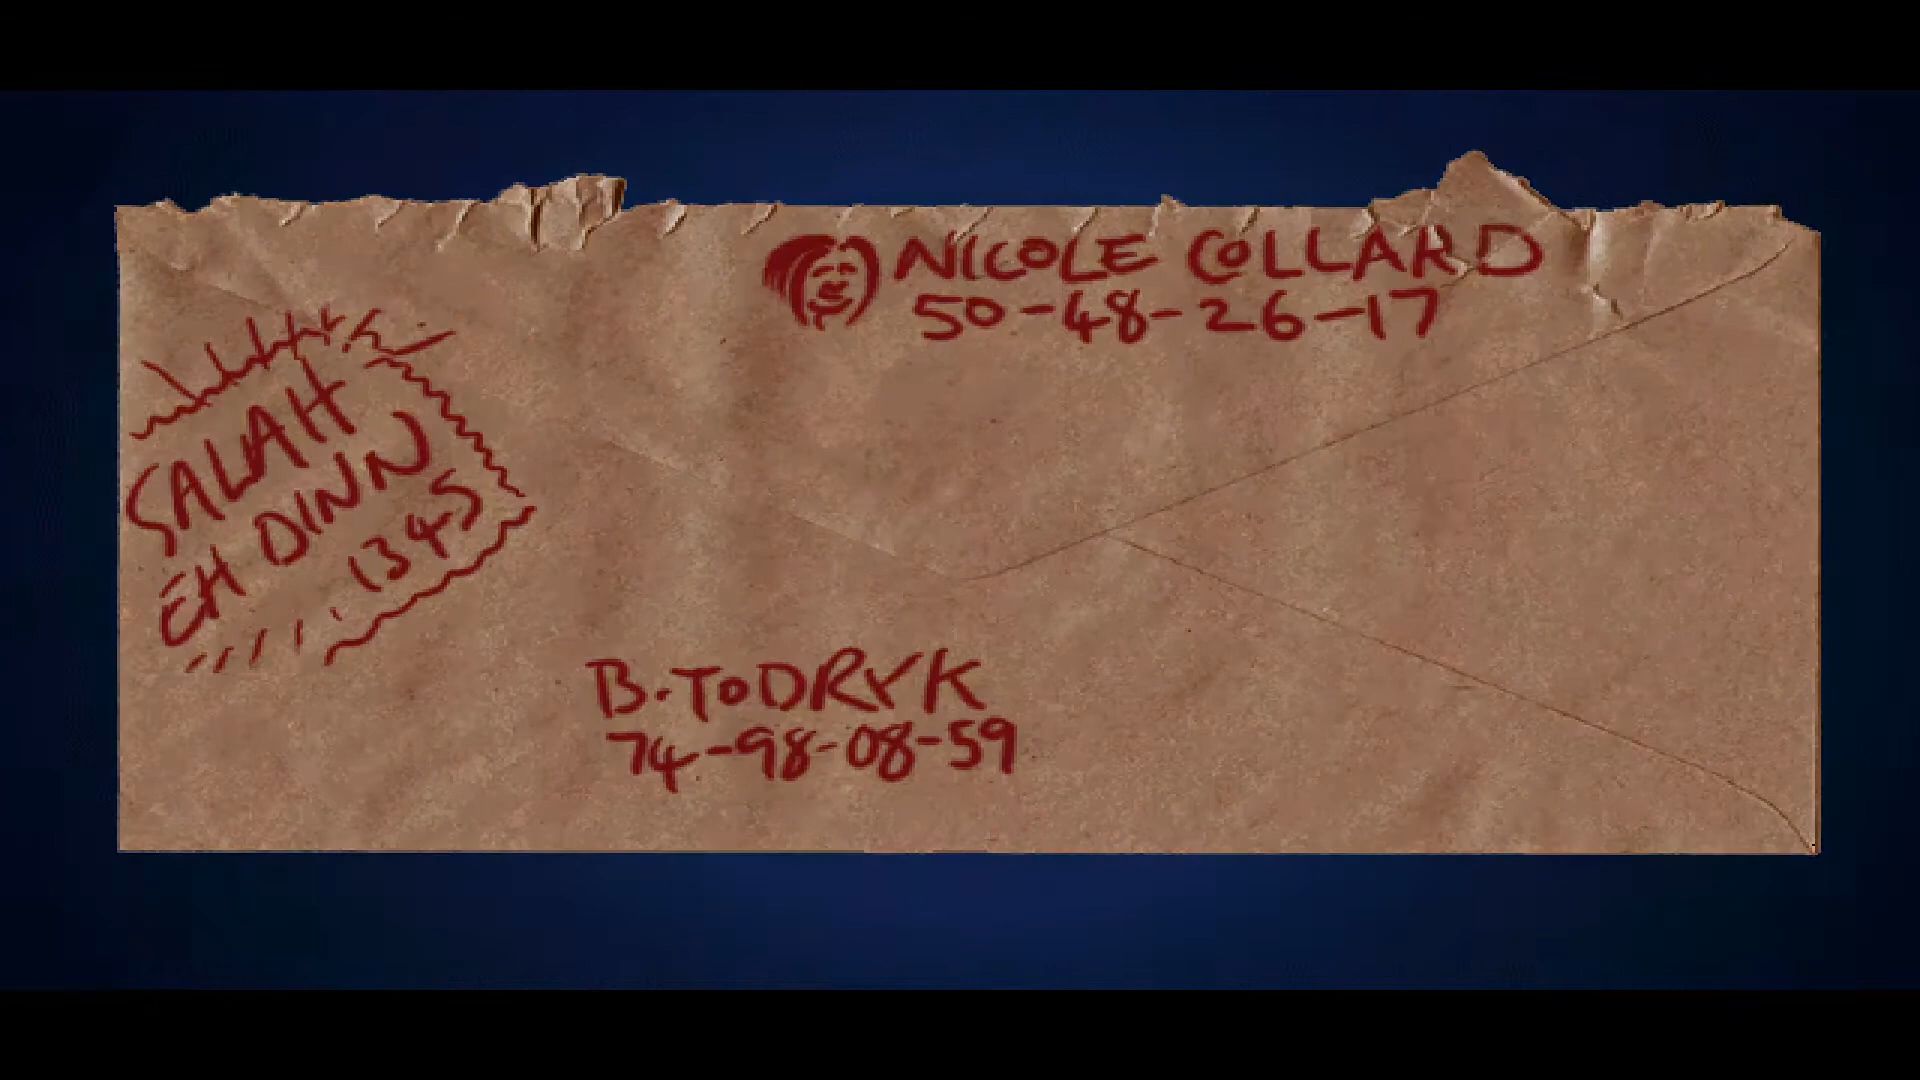 NICOLE COLLARD
50-48-26-17
SALAH
EH DINN
1345
B. TODRYK
74-98-08-59